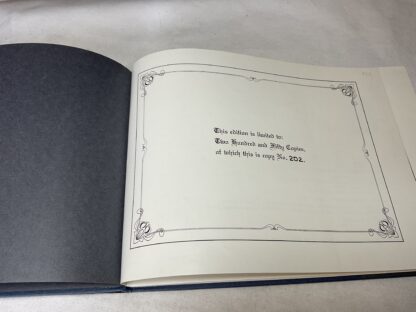 This edition is limited to:
Two Hundred and Fifty Copies,
of which this is copy No. 202.